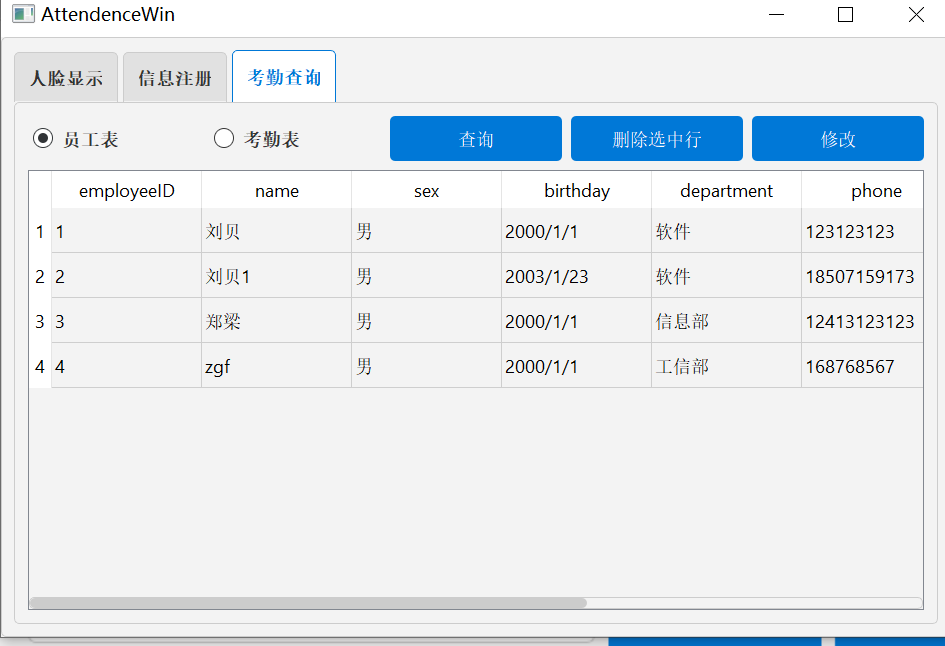 AttendenceWin
人脸显示 信息注册 考勤查询
员工表 考勤表 查询 删除选中行 修改
employeeID name sex birthday department phone
1 1 刘贝 男 2000/1/1 软件 123123123
2 2 刘贝1 男 2003/1/23 软件 18507159173
3 3 郑梁 男 2000/1/1 信息部 12413123123
4 4 zgf 男 2000/1/1 工信部 168768567